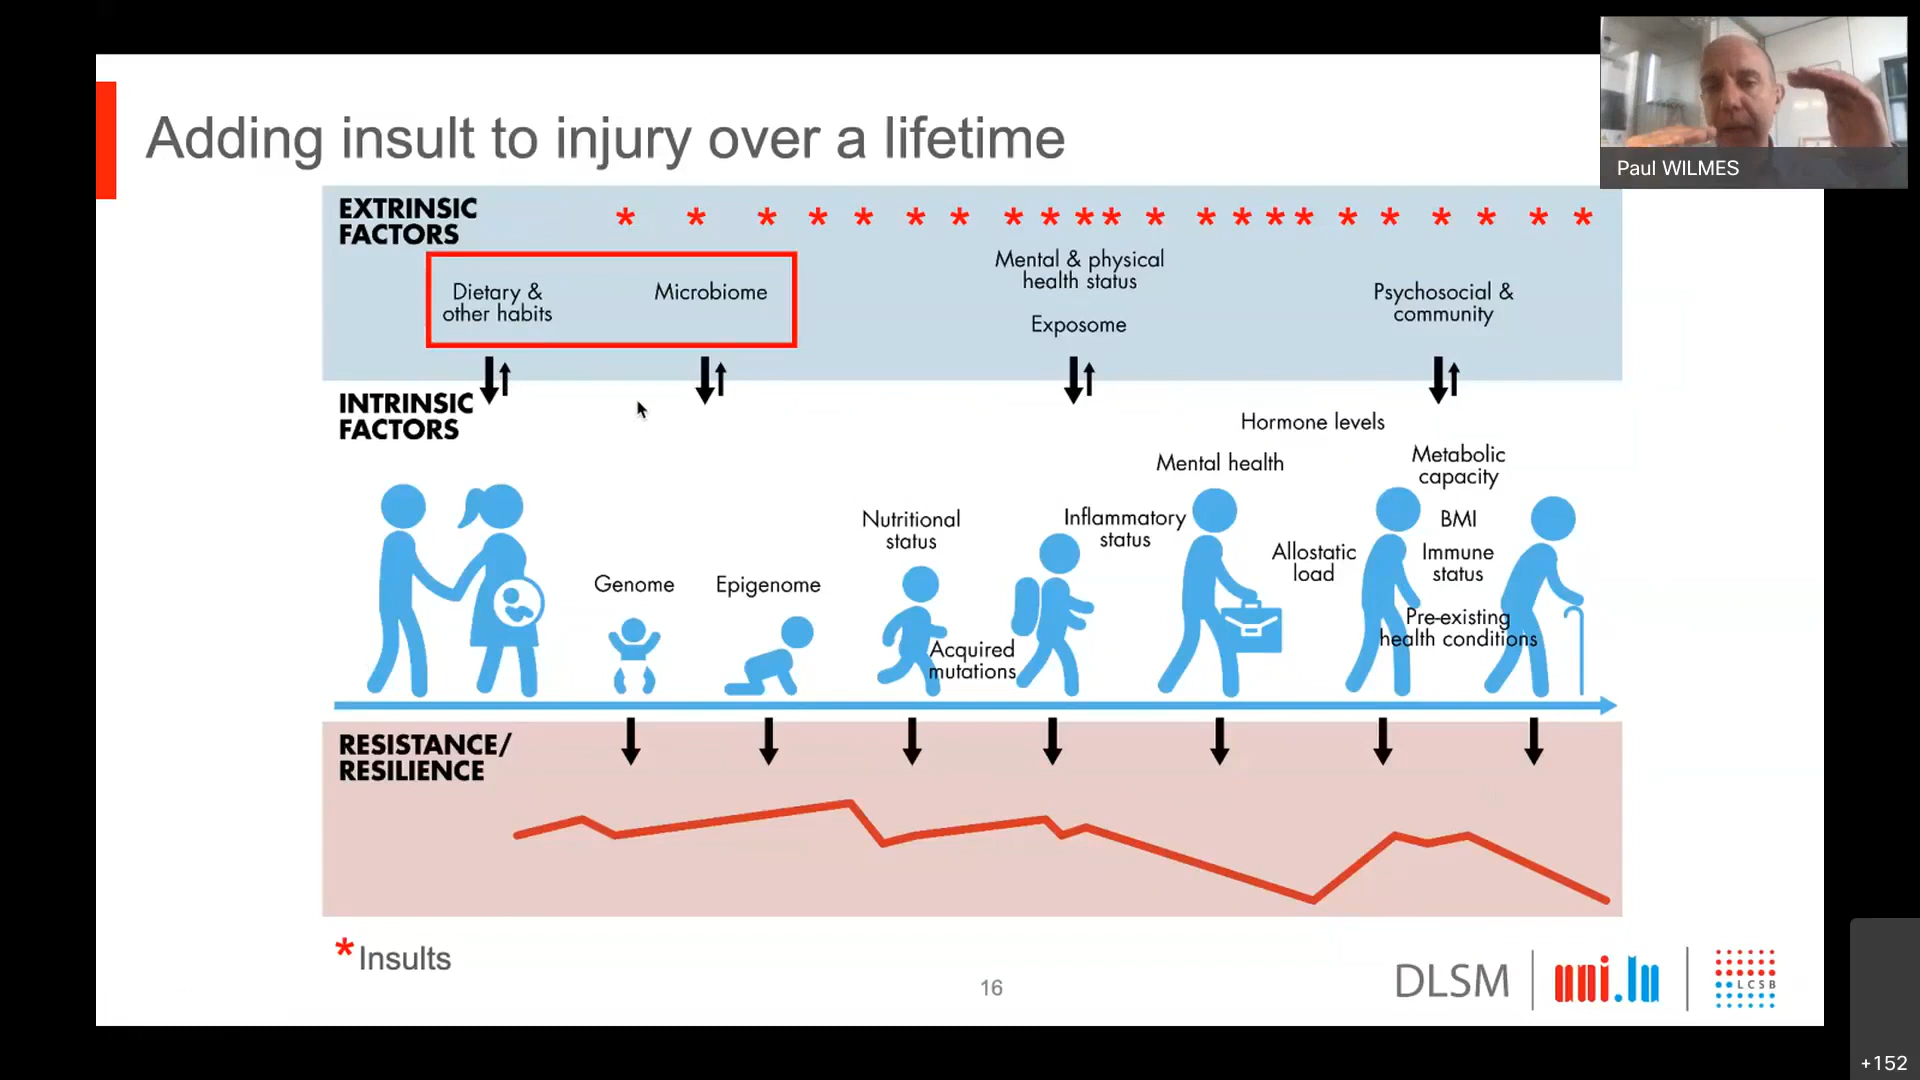 Adding insult to injury over a lifetime
Paul WILMES
EXTRINSIC
FACTORS
* * * * * * * * * * * * * * * * * * * * * *
Dietary &
other habits
Microbiome
Mental & physical
health status
Exposome
Psychosocial &
community
INTRINSIC
FACTORS
Hormone levels
Mental health
Metabolic
capacity
Nutritional
status
Inflammatory
status
BMI
Allostatic
load
Immune
status
Genome
Epigenome
Pre-existing
health conditions
Acquired
mutations
RESISTANCE/
RESILIENCE
* Insults
16
DLSM
uni.lu
LCSB
+152